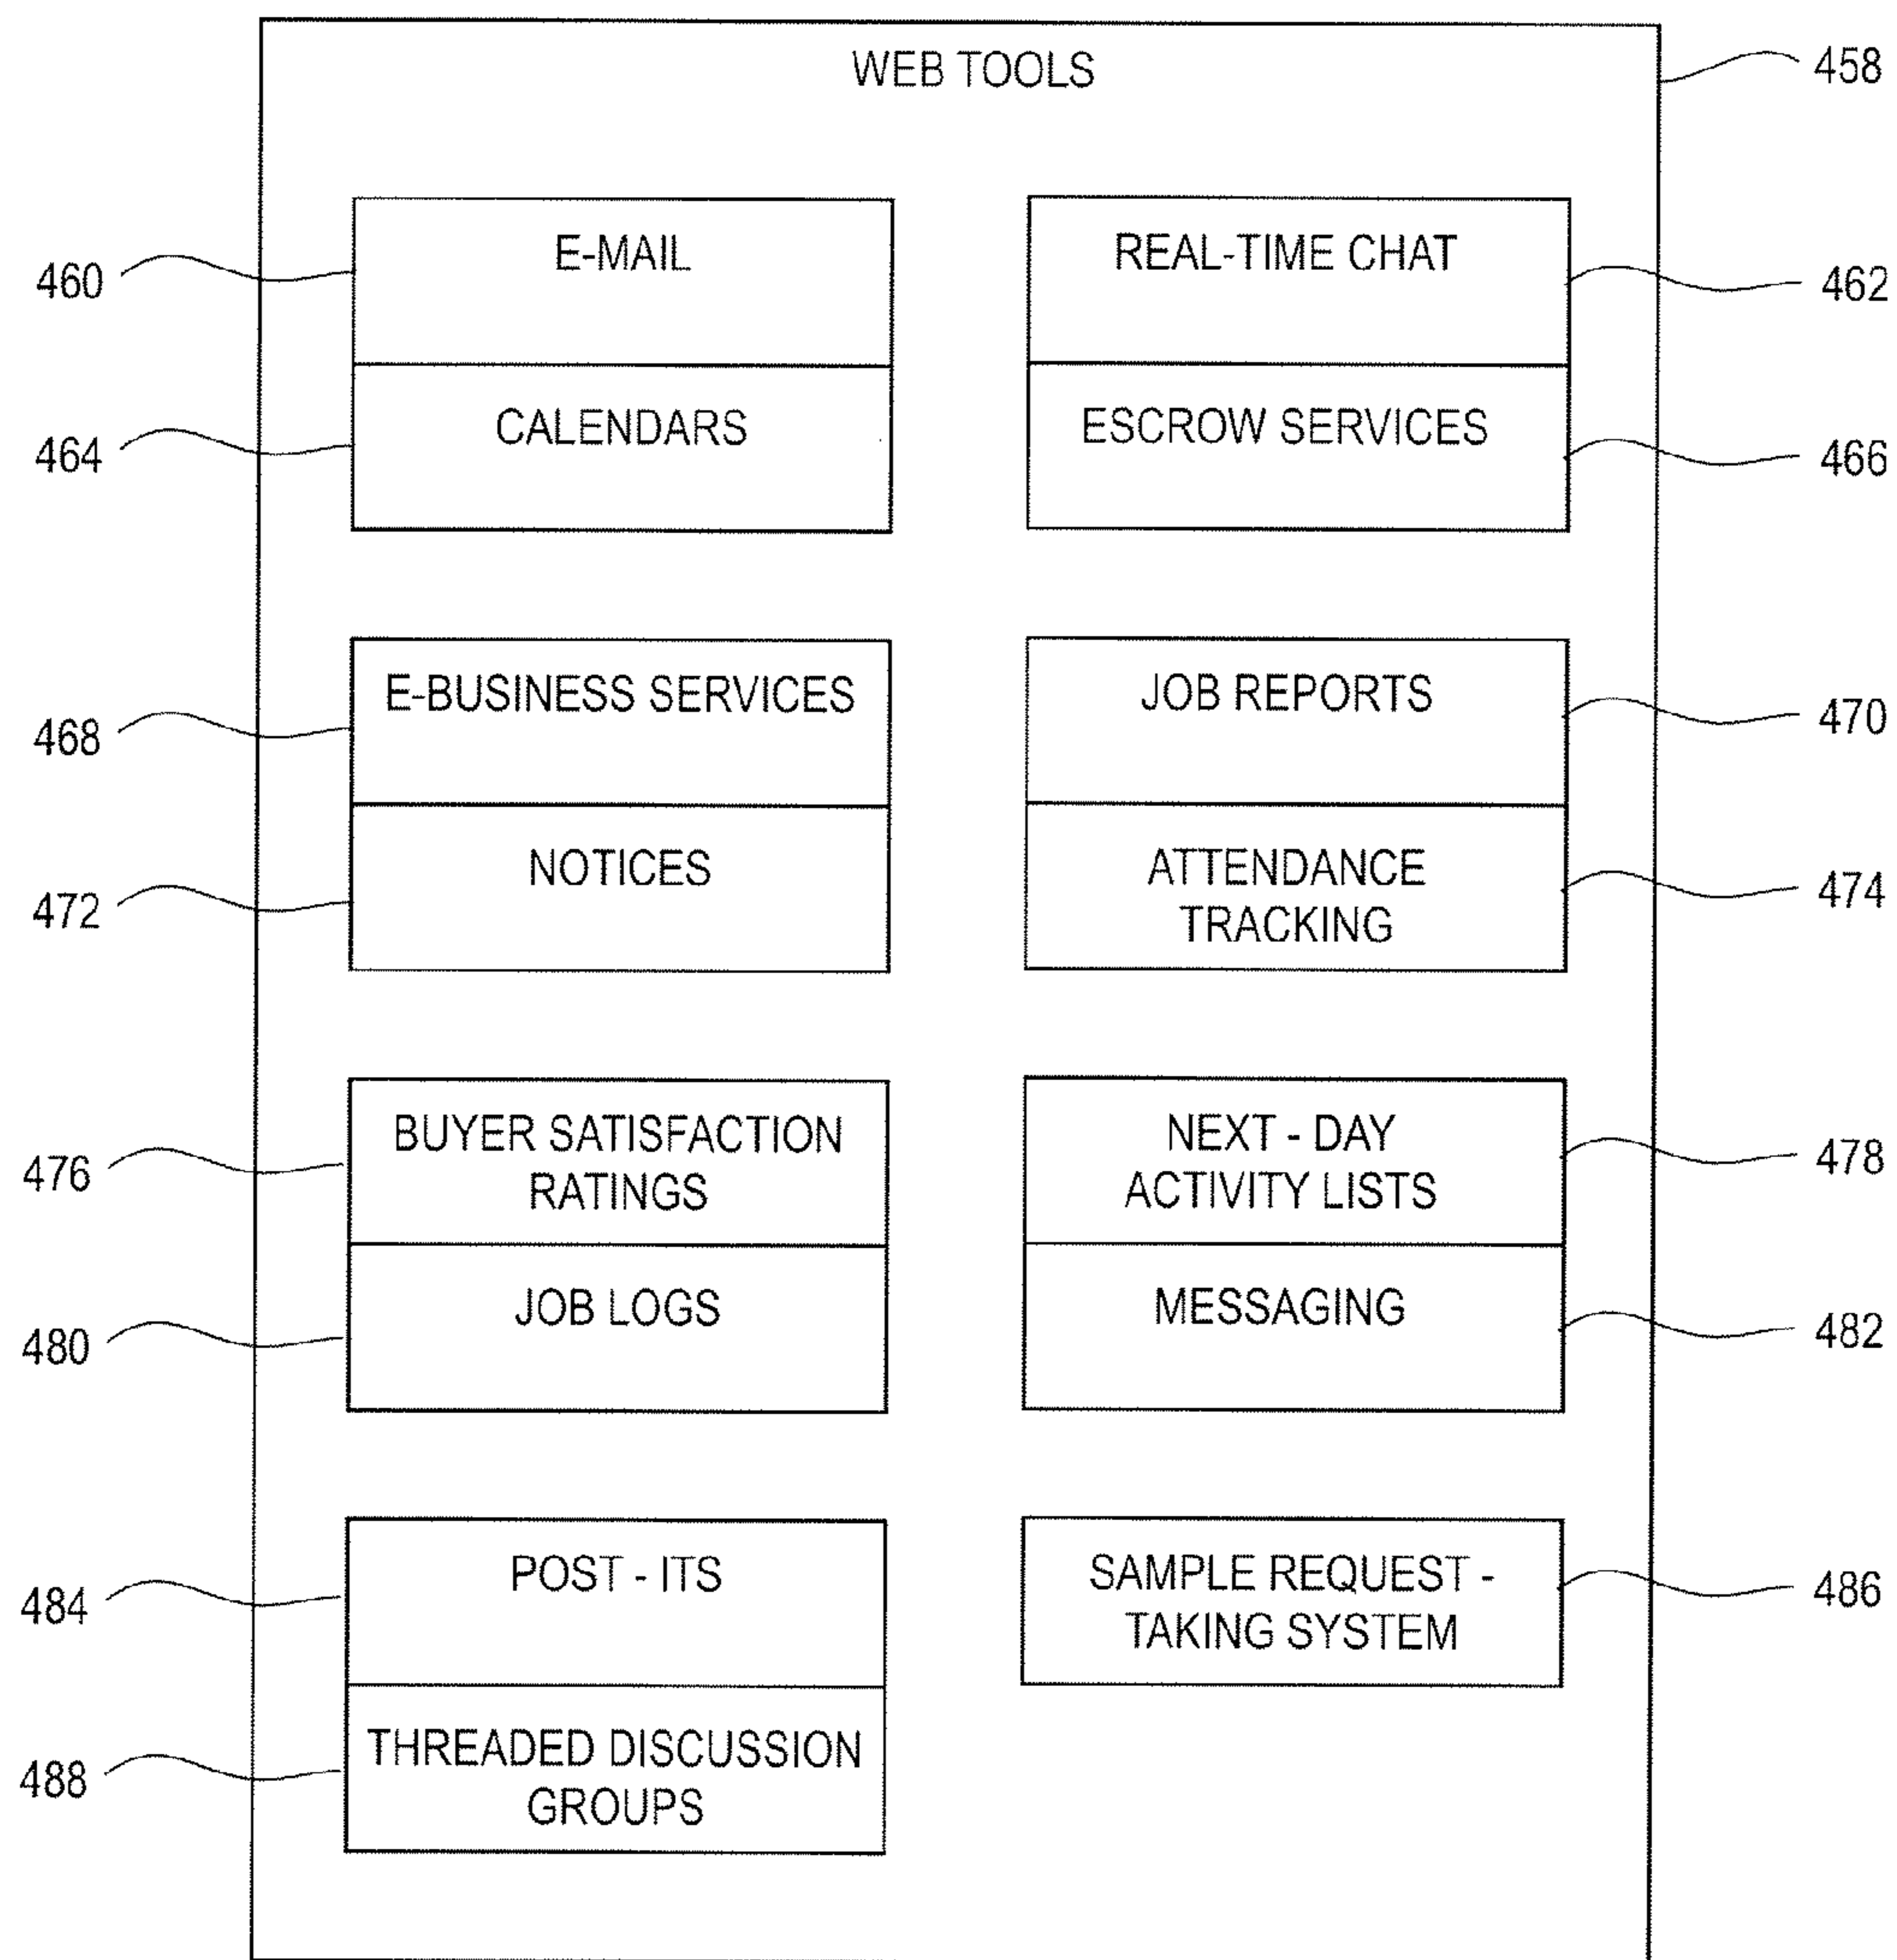 WEB TOOLS
458
E-MAIL
REAL-TIME CHAT
460
462
CALENDARS
ESCROW SERVICES
464
466
E-BUSINESS SERVICES
JOB REPORTS
468
470
NOTICES
ATTENDANCE
TRACKING
472
474
BUYER SATISFACTION
RATINGS
NEXT - DAY
ACTIVITY LISTS
476
478
JOB LOGS
MESSAGING
480
482
POST - ITS
SAMPLE REQUEST -
TAKING SYSTEM
484
486
THREADED DISCUSSION
GROUPS
488